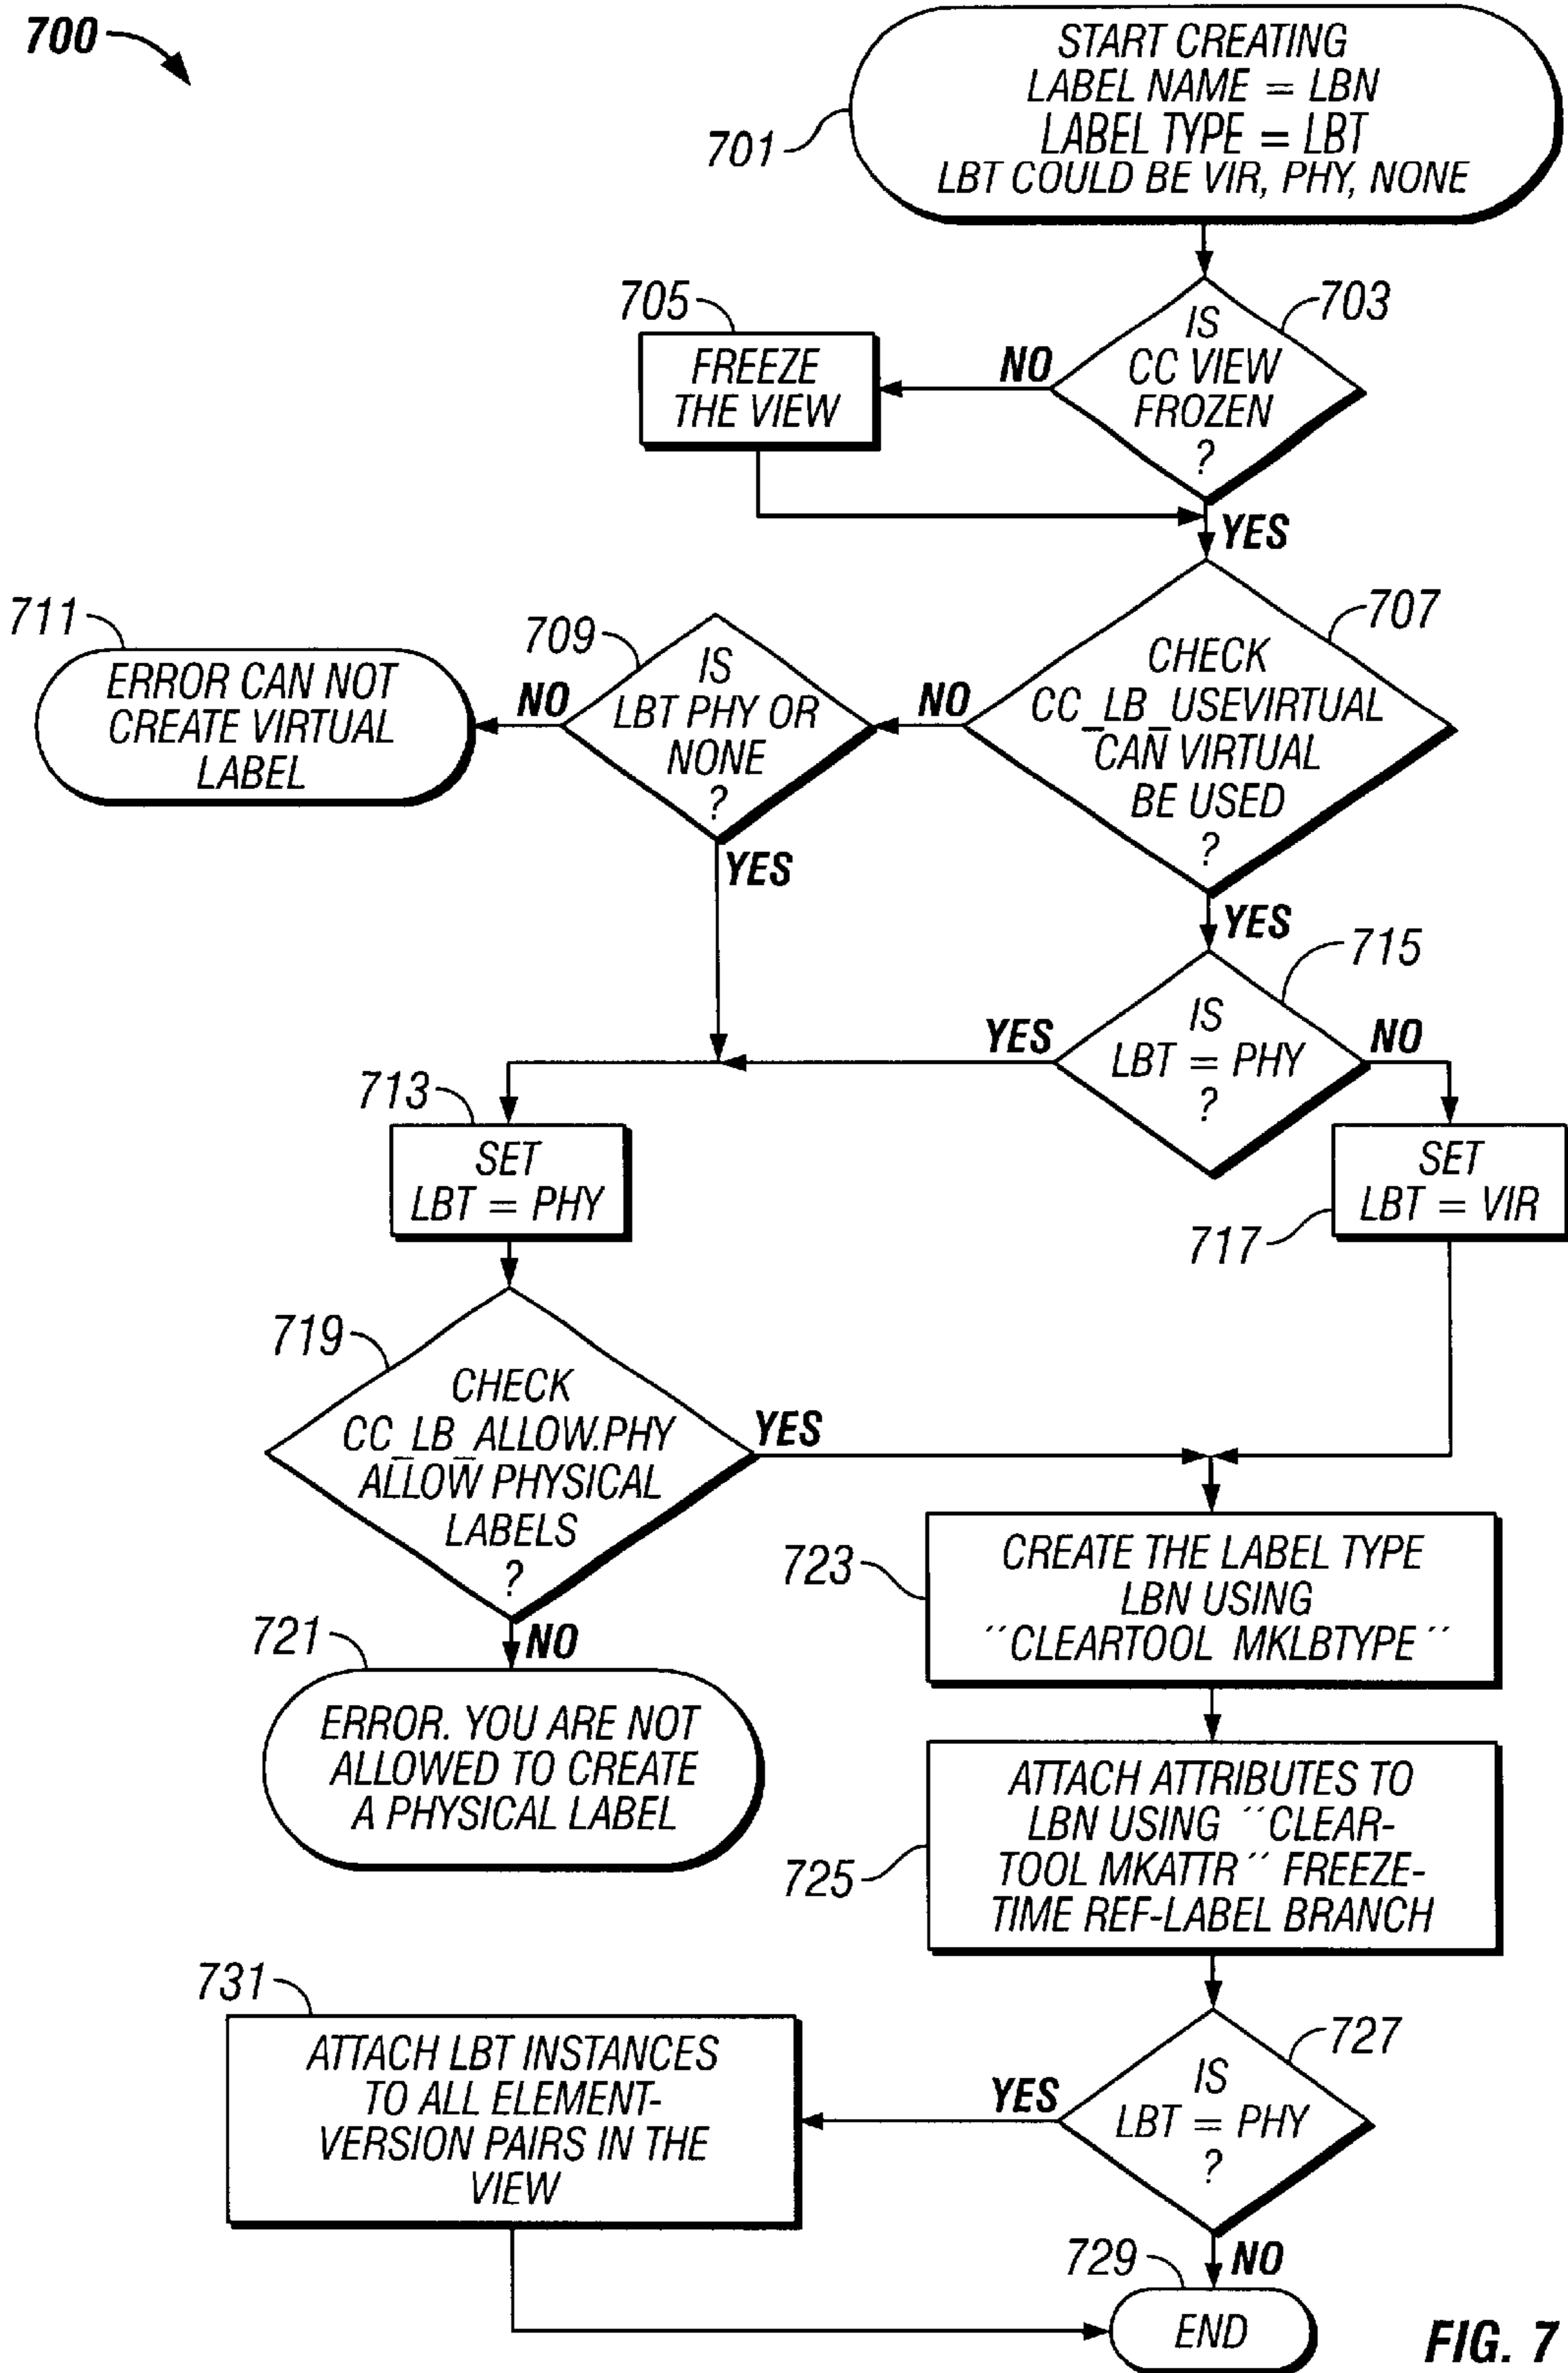 700
START CREATING
LABEL NAME = LBN
LABEL TYPE = LBT
LBT COULD BE VIR, PHY, NONE
701
705
703
IS
CC VIEW
FROZEN
?
NO
FREEZE
THE VIEW
YES
711
709
707
CHECK
CC_LB_USEVIRTUAL
CAN VIRTUAL
BE USED
?
NO
IS
LBT PHY OR
NONE
?
NO
ERROR CAN NOT
CREATE VIRTUAL
LABEL
YES
YES
715
IS
LBT = PHY
?
YES
NO
713
SET
LBT = PHY
SET
LBT = VIR
717
719
CHECK
CC_LB_ALLOW.PHY
ALLOW PHYSICAL
LABELS
?
YES
NO
721
ERROR. YOU ARE NOT
ALLOWED TO CREATE
A PHYSICAL LABEL
723
CREATE THE LABEL TYPE
LBN USING
"CLEARTOOL MKLBTYPE"
725
ATTACH ATTRIBUTES TO
LBN USING "CLEAR-
TOOL MKATTR" FREEZE-
TIME REF-LABEL BRANCH
727
IS
LBT = PHY
?
YES
731
ATTACH LBT INSTANCES
TO ALL ELEMENT-
VERSION PAIRS IN THE
VIEW
NO
729
END
FIG. 7